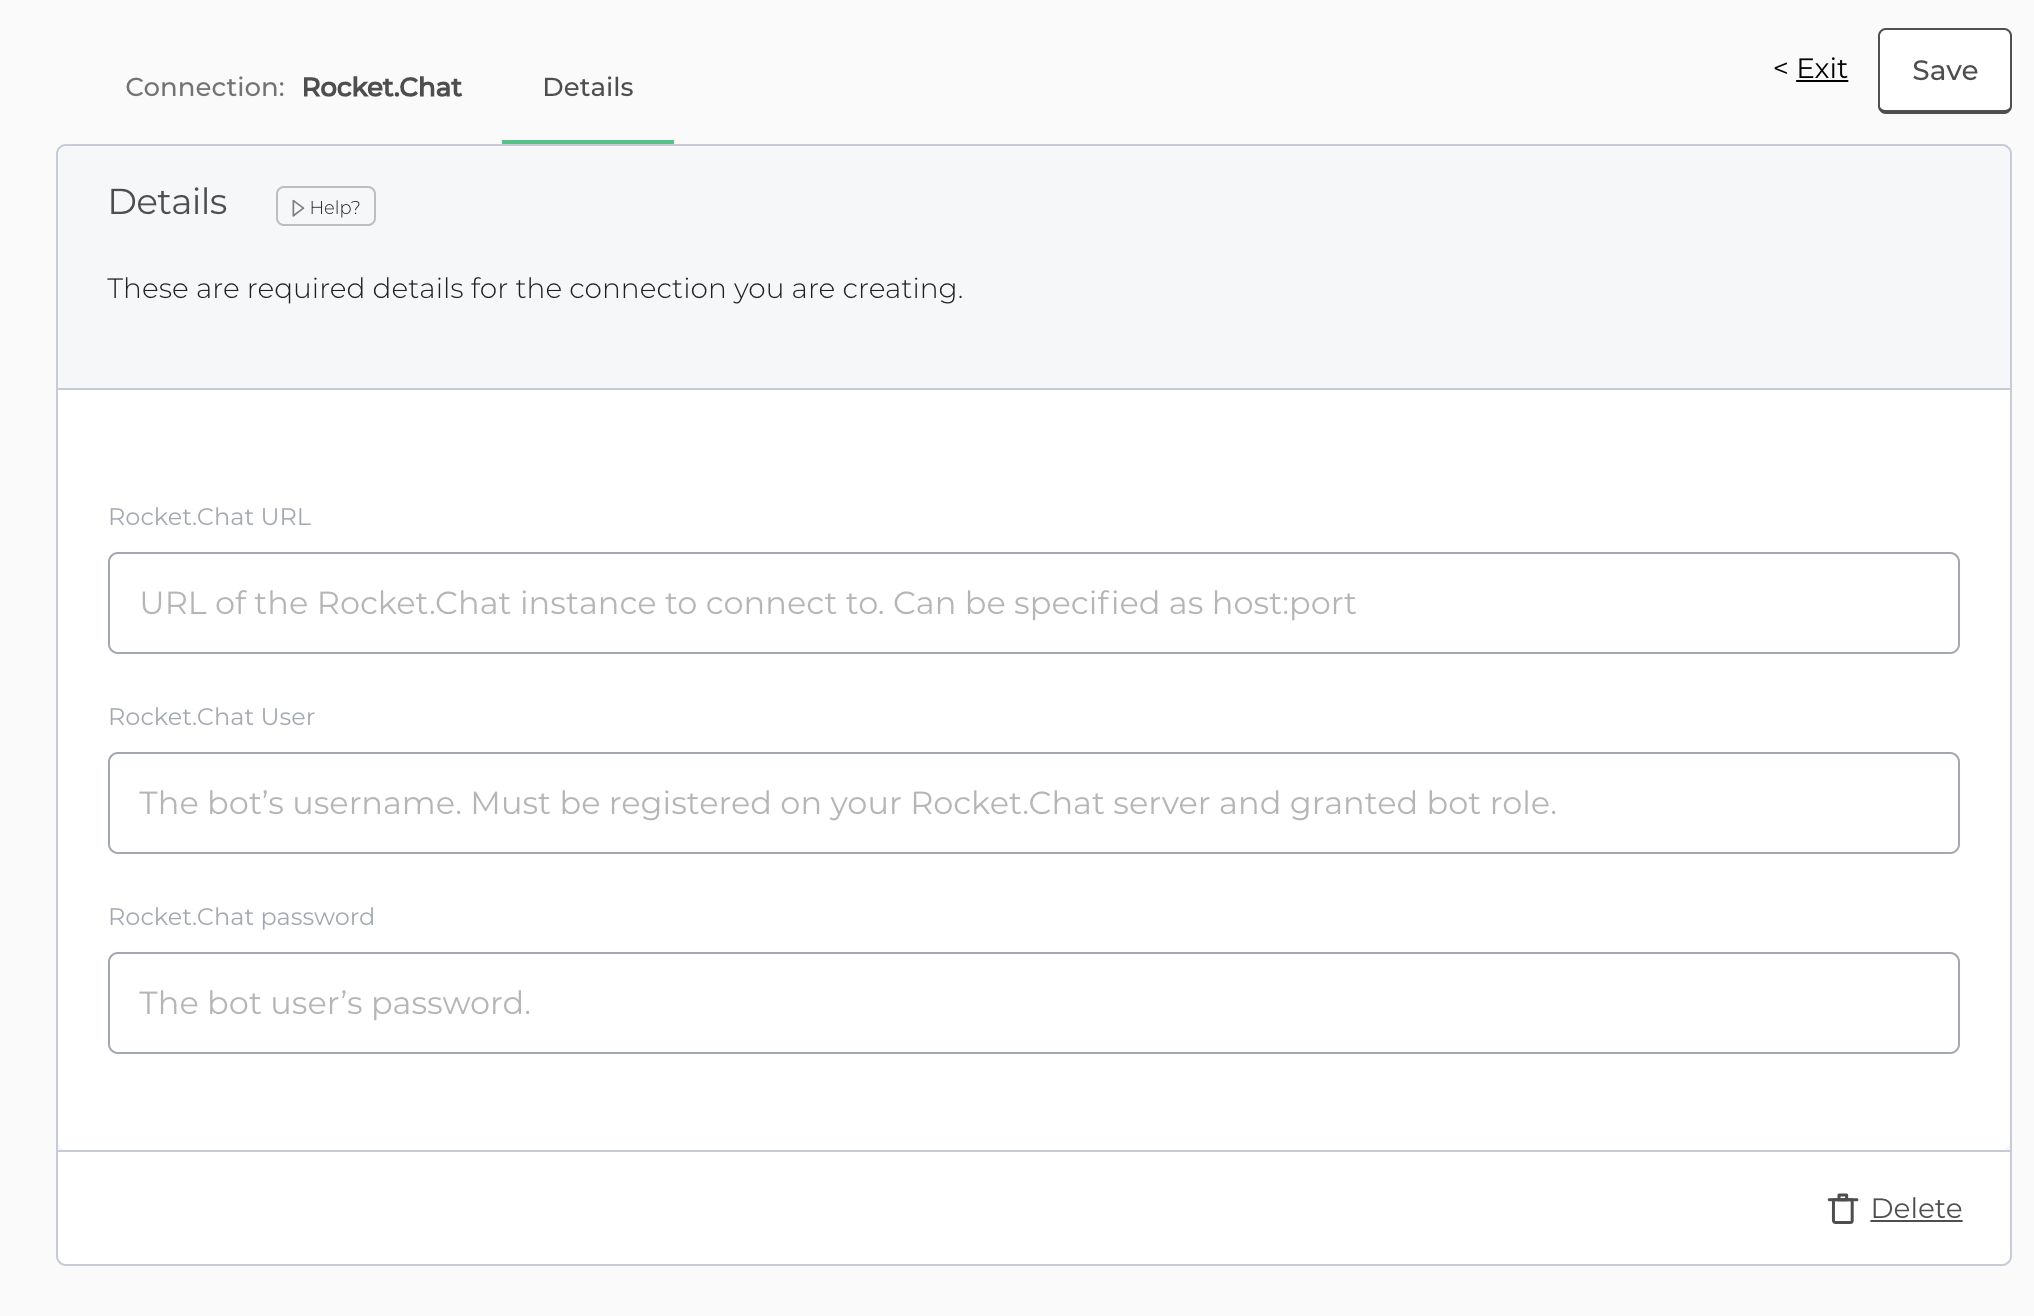 Connection: Rocket.Chat Details < Exit Save
Details Help?
These are required details for the connection you are creating.
Rocket.Chat URL
URL of the Rocket.Chat instance to connect to. Can be specified as host:port
Rocket.Chat User
The bot’s username. Must be registered on your Rocket.Chat server and granted bot role.
Rocket.Chat password
The bot user’s password.
Delete